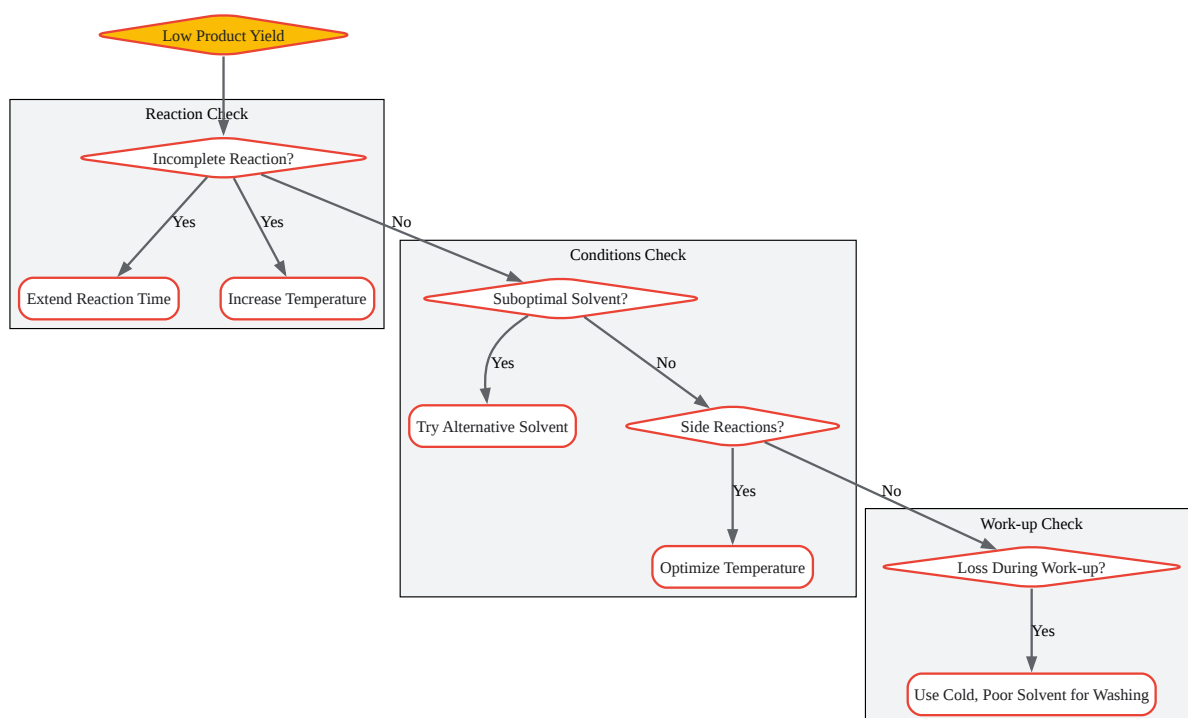 Low Product Yield
Reaction Check
Incomplete Reaction?
Yes
Yes
No
Extend Reaction Time
Increase Temperature
Conditions Check
Suboptimal Solvent?
Yes
No
Try Alternative Solvent
Side Reactions?
Yes
No
Optimize Temperature
Work-up Check
Loss During Work-up?
Yes
Use Cold, Poor Solvent for Washing